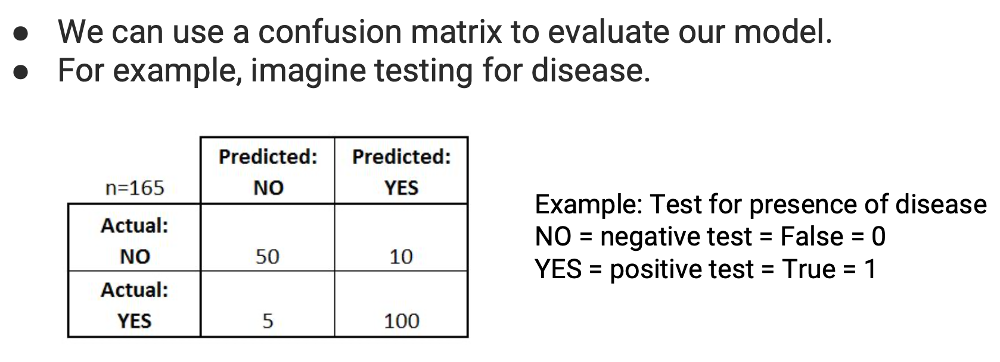 ● We can use a confusion matrix to evaluate our model.
● For example, imagine testing for disease.
Predicted: Predicted:
n=165 NO YES
Actual:
NO 50 10
Actual:
YES 5 100
Example: Test for presence of disease
NO = negative test = False = 0
YES = positive test = True = 1